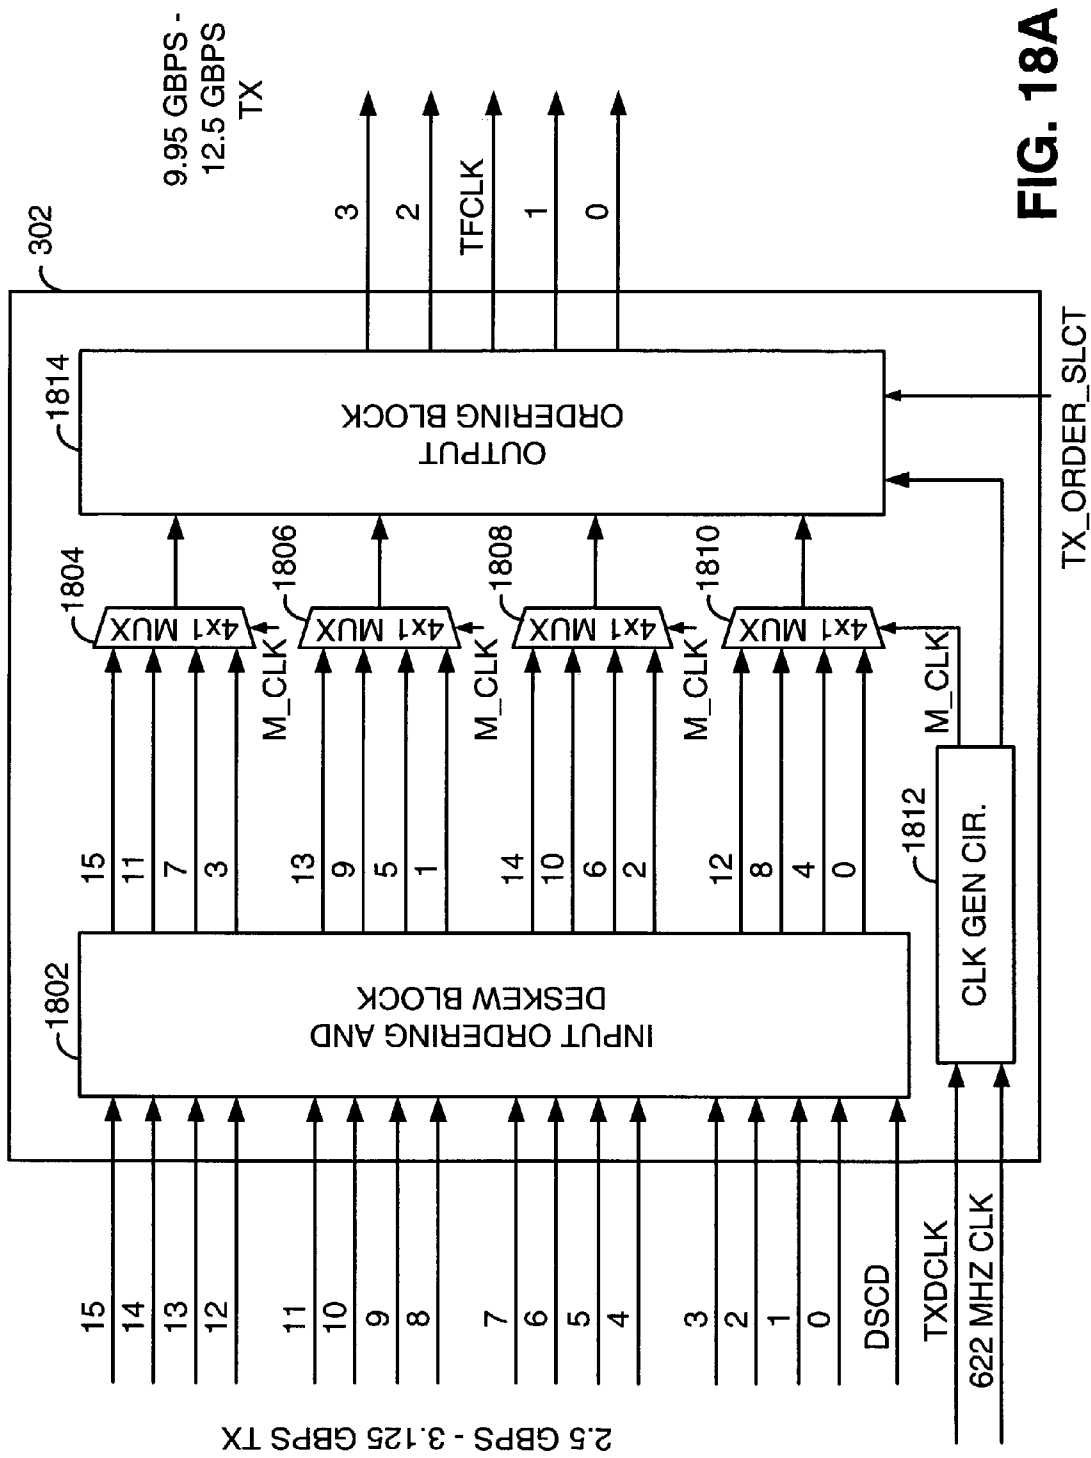 2.5 GBPS - 3.125 GBPS TX
15
14
13
12
11
10
9
8
7
6
5
4
3
2
1
0
DSCD
TXDCLK
622 MHZ CLK
1802
INPUT ORDERING AND
DESKEW BLOCK
15
11
7
3
13
9
5
1
14
10
6
2
12
8
4
0
1812
CLK GEN CIR.
M_CLK
M_CLK
M_CLK
M_CLK
1804
4x1 MUX
1806
4x1 MUX
1808
4x1 MUX
1810
4x1 MUX
1814
OUTPUT
ORDERING BLOCK
TX_ORDER_SLCT
302
3
2
TFCLK
1
0
9.95 GBPS -
12.5 GBPS
TX
FIG. 18A